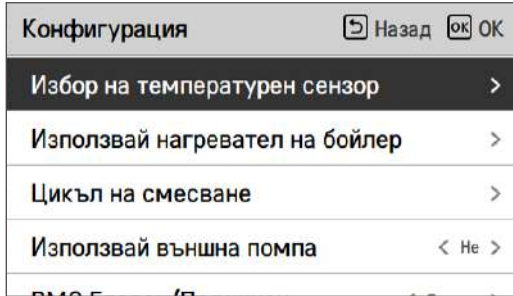 Конфигурация Назад OK OK
Избор на температурен сензор >
Използвай нагревател на бойлер >
Цикъл на смесване >
Използвай външна помпа < Не >